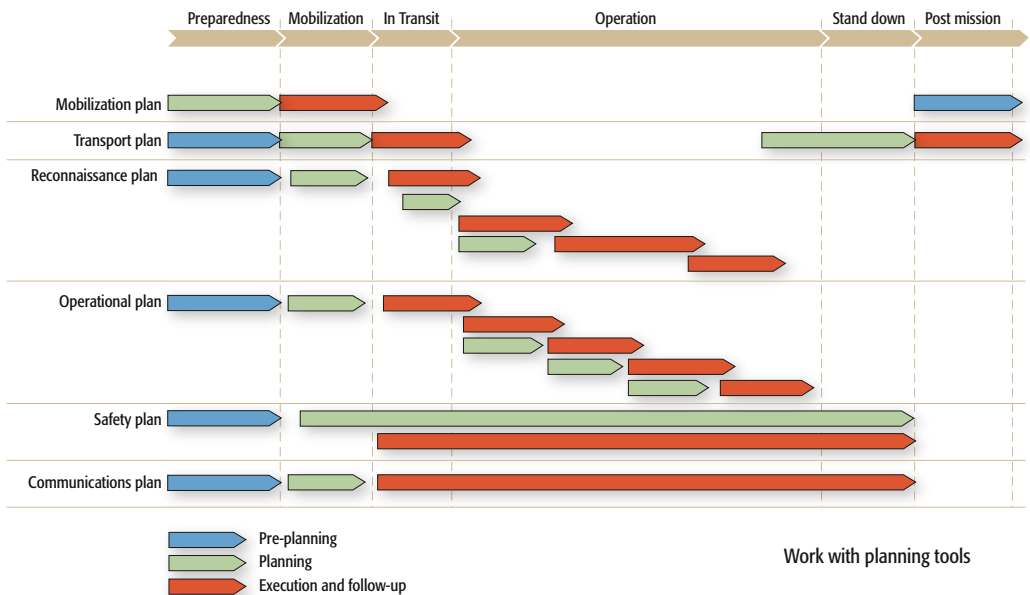 Preparedness Mobilization In Transit Operation Stand down Post mission
Mobilization plan
Transport plan
Reconnaissance plan
Operational plan
Safety plan
Communications plan
Pre-planning
Planning
Execution and follow-up
Work with planning tools